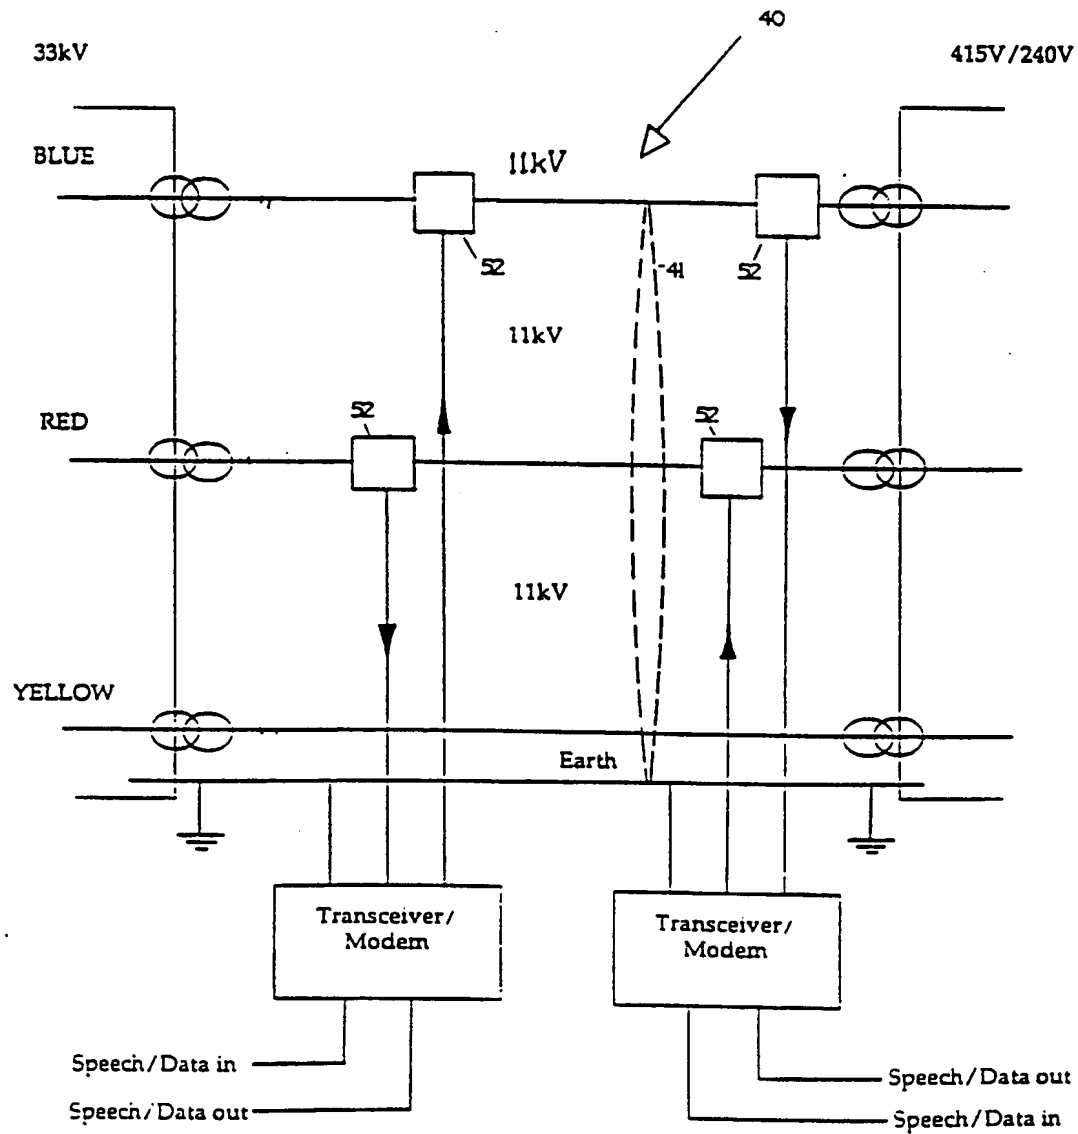 40
33kV
415V/240V
BLUE
11kV
52
41
52
11kV
RED
52
52
11kV
YELLOW
Earth
Transceiver/
Modem
Transceiver/
Modem
Speech/Data in
Speech/Data out
Speech/Data out
Speech/Data in